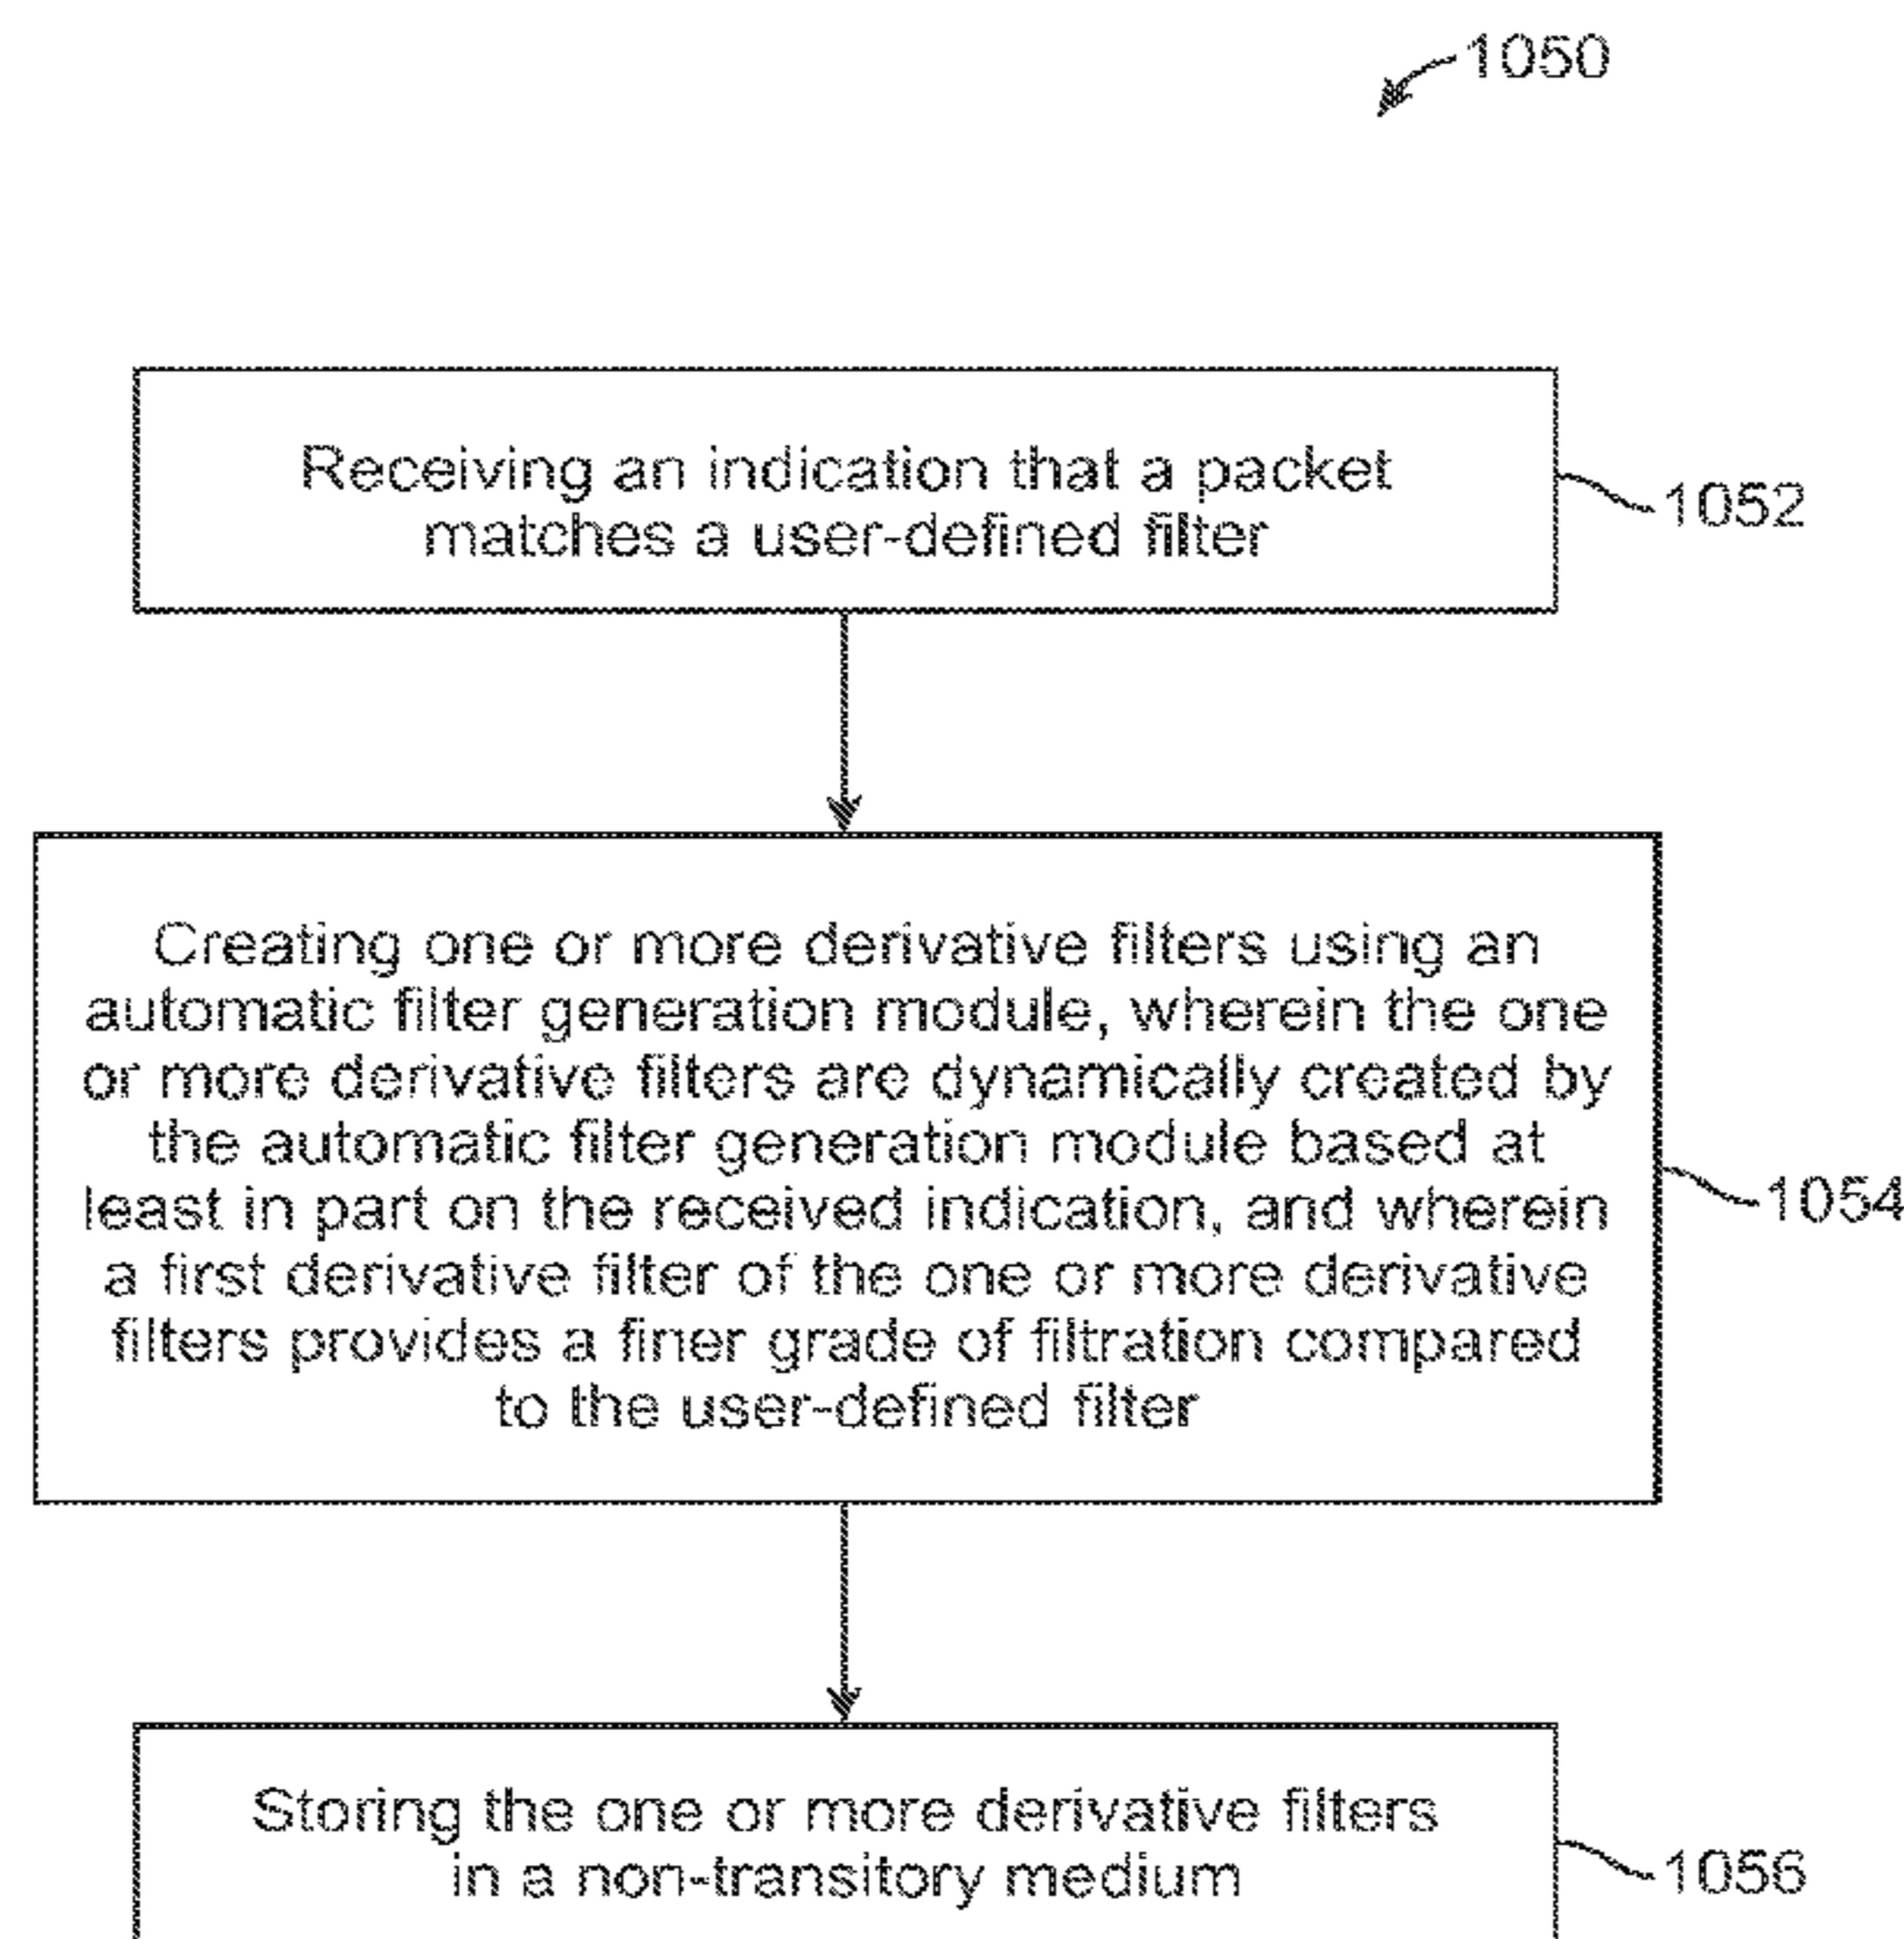 1050
Receiving an indication that a packet
matches a user-defined filter
1052
Creating one or more derivative filters using an
automatic filter generation module, wherein the one
or more derivative filters are dynamically created by
the automatic filter generation module based at
least in part on the received indication, and wherein
a first derivative filter of the one or more derivative
filters provides a finer grade of filtration compared
to the user-defined filter
1054
Storing the one or more derivative filters
in a non-transitory medium
1056